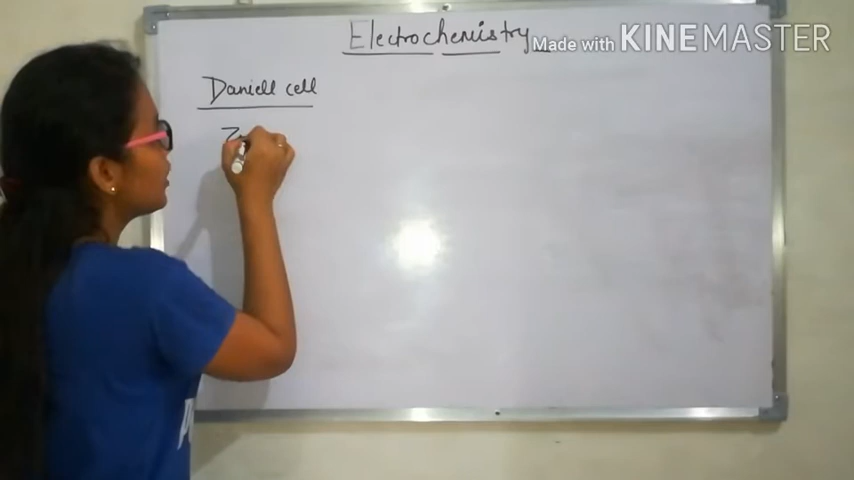 Electrochemistry
Made with KINEMASTER
Daniell cell
Z